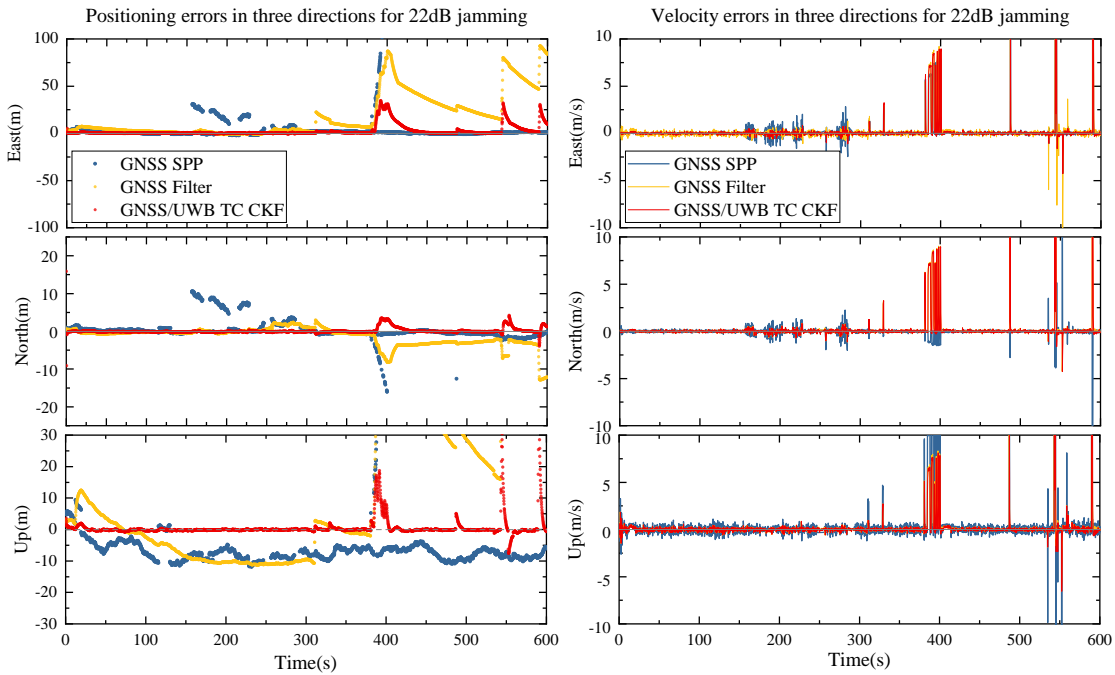 Positioning errors in three directions for 22dB jamming
100
50
0
-50
-100
East(m)
GNSS SPP
GNSS Filter
GNSS/UWB TC CKF
20
10
0
-10
-20
North(m)
30
20
10
0
-10
-20
-30
Up(m)
0 100 200 300 400 500 600
Time(s)
Velocity errors in three directions for 22dB jamming
10
5
0
-5
-10
East(m/s)
GNSS SPP
GNSS Filter
GNSS/UWB TC CKF
10
5
0
-5
-10
North(m/s)
10
5
0
-5
-10
Up(m/s)
0 100 200 300 400 500 600
Time(s)